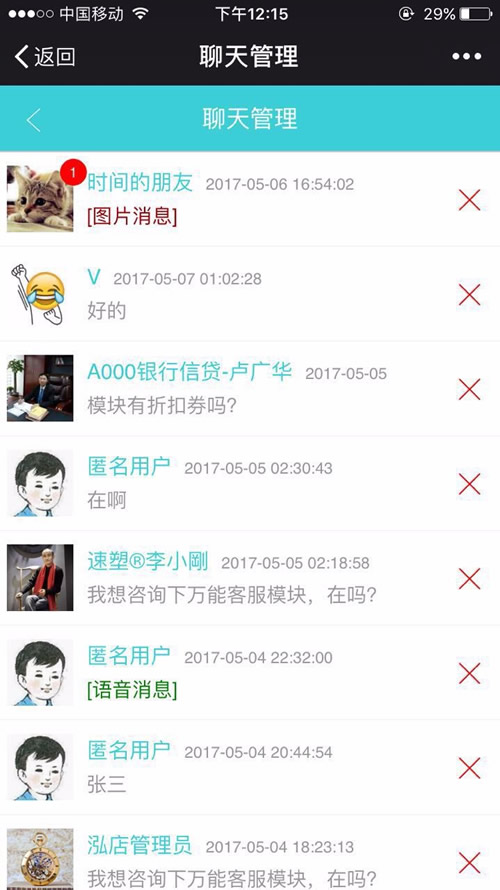 中国移动 下午12:15 29%
返回 聊天管理
聊天管理
1
时间的朋友 2017-05-06 16:54:02
[图片消息]
V 2017-05-07 01:02:28
好的
A000银行信贷-卢广华 2017-05-05
模块有折扣券吗?
匿名用户 2017-05-05 02:30:43
在啊
速塑®李小剛 2017-05-05 02:18:58
我想咨询下万能客服模块，在吗?
匿名用户 2017-05-04 22:32:00
[语音消息]
匿名用户 2017-05-04 20:44:54
张三
泓店管理员 2017-05-04 18:23:13
我想咨询下万能客服模块，在吗?